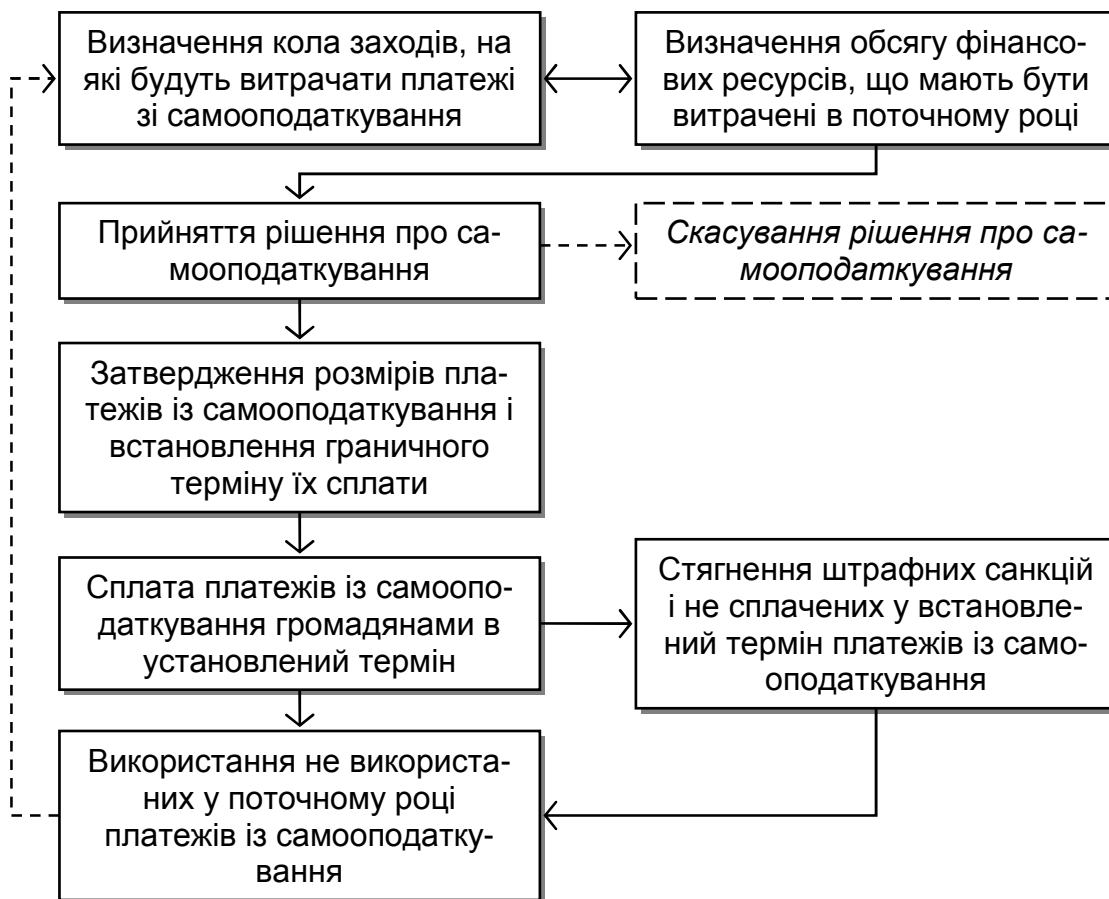 Визначення кола заходів, на
які будуть витрачати платежі
зі самооподаткування
Визначення обсягу фінансо-
вих ресурсів, що мають бути
витрачені в поточному році
Прийняття рішення про са-
мооподаткування
Скасування рішення про са-
мооподаткування
Затвердження розмірів пла-
тежів із самооподаткування і
встановлення граничного
терміну їх сплати
Сплата платежів із самоопо-
даткування громадянами в
установлений термін
Стягнення штрафних санкцій
і не сплачених у встановле-
ний термін платежів із само-
оподаткування
Використання не використа-
них у поточному році
платежів із самооподатку-
вання